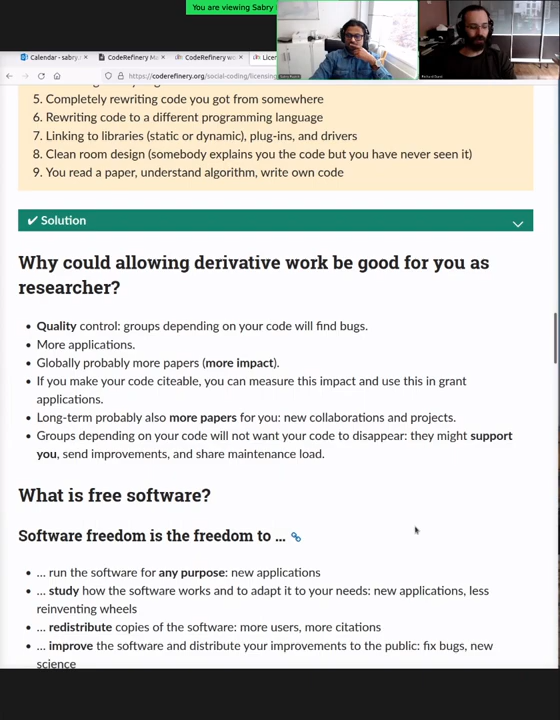 You are viewing Sabry
Calendar - sabry.
CodeRefinery Ma
CodeRefinery wo
Licen
https://coderefinery.org/social-coding/licensing
5. Completely rewriting code you got from somewhere
6. Rewriting code to a different programming language
7. Linking to libraries (static or dynamic), plug-ins, and drivers
8. Clean room design (somebody explains you the code but you have never seen it)
9. You read a paper, understand algorithm, write own code
✔ Solution
Why could allowing derivative work be good for you as
researcher?
• Quality control: groups depending on your code will find bugs.
• More applications.
• Globally probably more papers (more impact).
• If you make your code citeable, you can measure this impact and use this in grant
applications.
• Long-term probably also more papers for you: new collaborations and projects.
• Groups depending on your code will not want your code to disappear: they might support
you, send improvements, and share maintenance load.
What is free software?
Software freedom is the freedom to …
• … run the software for any purpose: new applications
• … study how the software works and to adapt it to your needs: new applications, less
reinventing wheels
• … redistribute copies of the software: more users, more citations
• … improve the software and distribute your improvements to the public: fix bugs, new
science